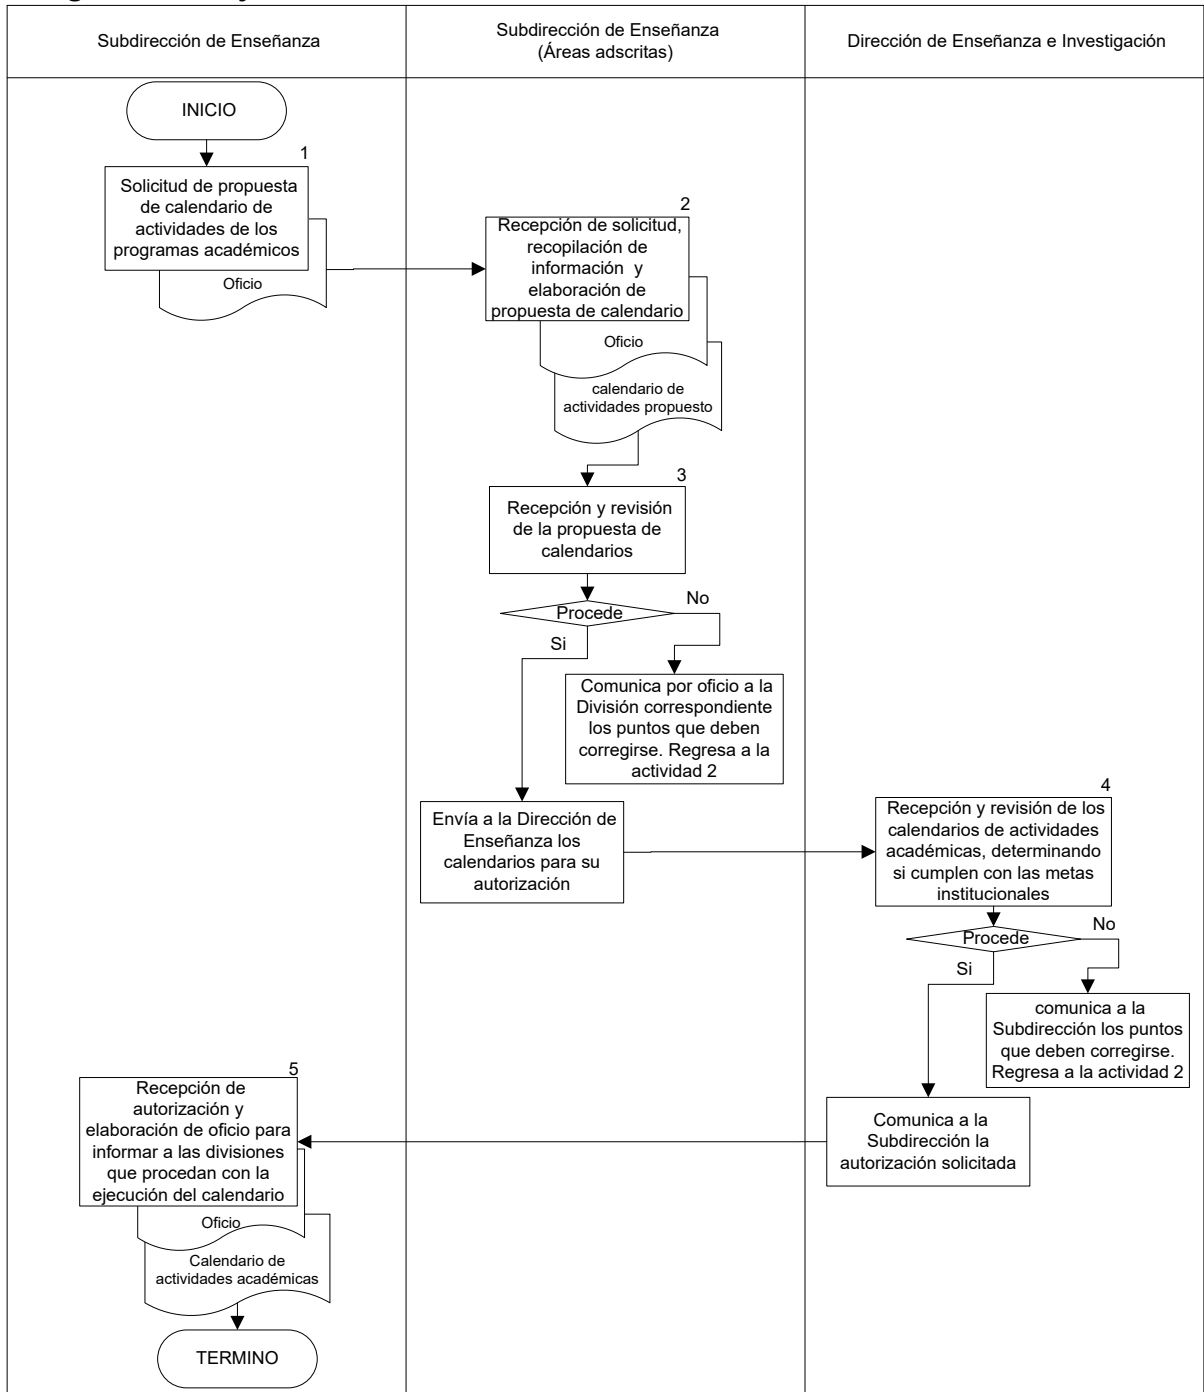 Subdirección de Enseñanza
Subdirección de Enseñanza
(Áreas adscritas)
Dirección de Enseñanza e Investigación
INICIO
1
Solicitud de propuesta
de calendario de
actividades de los
programas académicos
Oficio
2
Recepción de solicitud,
recopilación de
información y
elaboración de
propuesta de calendario
Oficio
calendario de
actividades propuesto
3
Recepción y revisión
de la propuesta de
calendarios
Procede
No
Si
Comunica por oficio a la
División correspondiente
los puntos que deben
corregirse. Regresa a la
actividad 2
Envía a la Dirección de
Enseñanza los
calendarios para su
autorización
4
Recepción y revisión de los
calendarios de actividades
académicas, determinando
si cumplen con las metas
institucionales
Procede
No
Si
comunica a la
Subdirección los puntos
que deben corregirse.
Regresa a la actividad 2
Comunica a la
Subdirección la
autorización solicitada
5
Recepción de
autorización y
elaboración de oficio para
informar a las divisiones
que procedan con la
ejecución del calendario
Oficio
Calendario de
actividades académicas
TERMINO